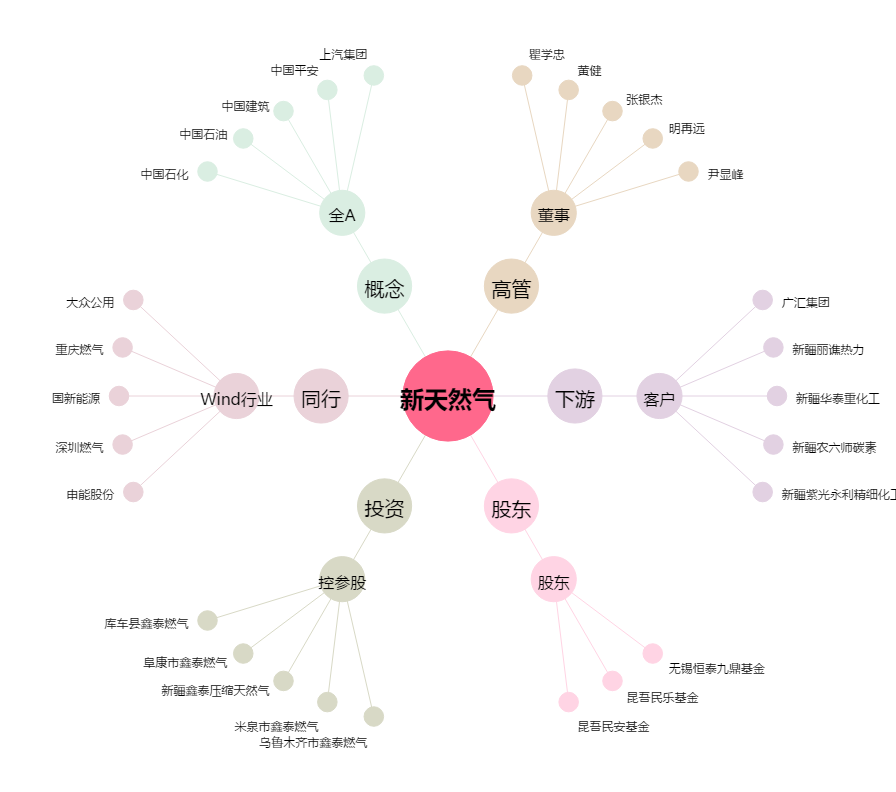 上汽集团
中国平安
中国建筑
中国石油
中国石化
全A
概念
瞿学忠
黄健
张银杰
明再远
尹显峰
董事
高管
大众公用
重庆燃气
国新能源
深圳燃气
申能股份
Wind行业
同行
新天然气
下游
客户
广汇集团
新疆丽谯热力
新疆华泰重化工
新疆农六师碳素
新疆紫光永利精细化工
投资
控参股
库车县鑫泰燃气
阜康市鑫泰燃气
新疆鑫泰压缩天然气
米泉市鑫泰燃气
乌鲁木齐市鑫泰燃气
股东
股东
无锡恒泰九鼎基金
昆吾民乐基金
昆吾民安基金